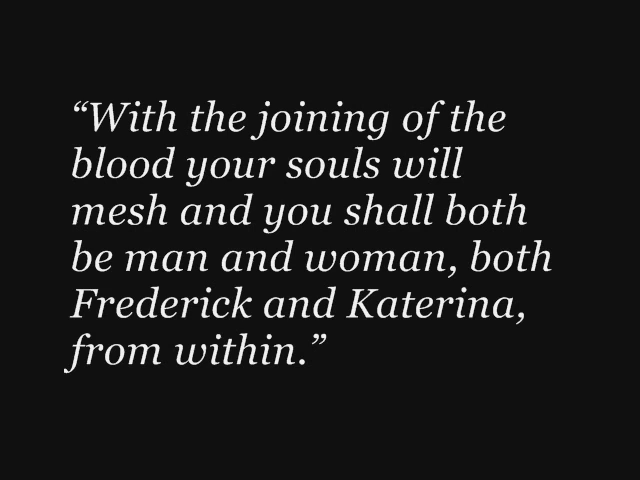 “With the joining of the
blood your souls will
mesh and you shall both
be man and woman, both
Frederick and Katerina,
from within.”